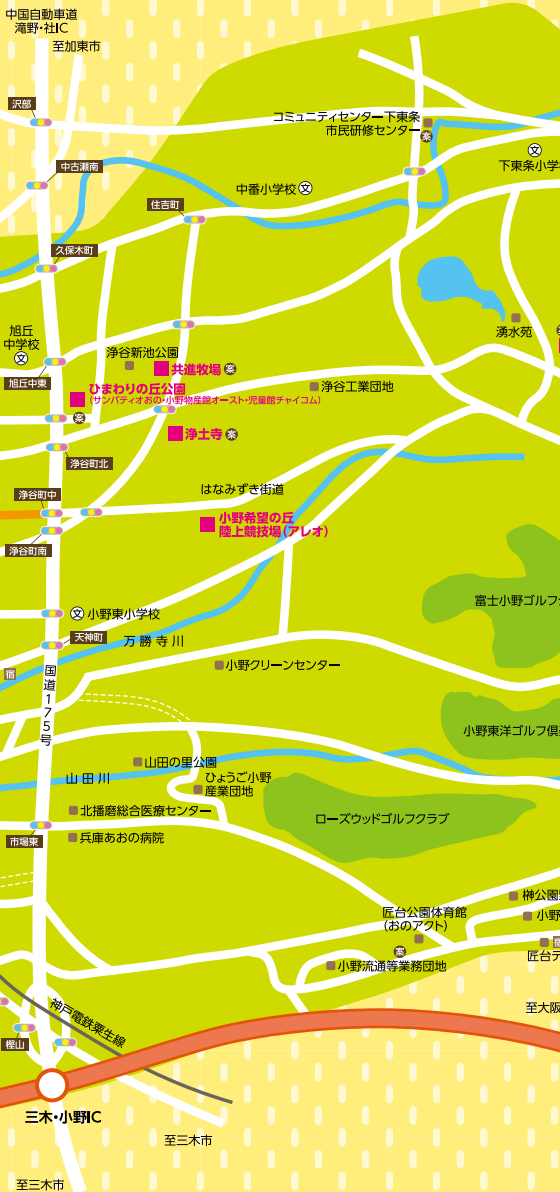 中国自動車道
滝野・社IC
至加東市
沢部
コミュニティセンター下東条
市民研修センター
案
文
下東条小学
中古瀬南
中番小学校
文
住吉町
久保木町
旭丘
中学校
文
湧水苑
浄谷新池公園
共進牧場
案
旭丘中東
ひまわりの丘公園
(サンパティオおの・小野物産館オースト・児童館チャイコム)
浄谷工業団地
案
浄土寺
案
浄谷町北
はなみずき街道
浄谷町中
小野希望の丘
陸上競技場(アレオ)
浄谷町南
富士小野ゴルフ
文
小野東小学校
天神町
万勝寺川
宿
小野クリーンセンター
国道175号
小野東洋ゴルフ倶
山田の里公園
山田川
ひょうご小野
産業団地
北播磨総合医療センター
ローズウッドゴルフクラブ
市場東
兵庫あおの病院
榊公園
匠台公園体育館
(おのアクト)
小野
案
匠台テ
小野流通等業務団地
至大阪
神戸電鉄粟生線
樫山
三木・小野IC
至三木市
至三木市